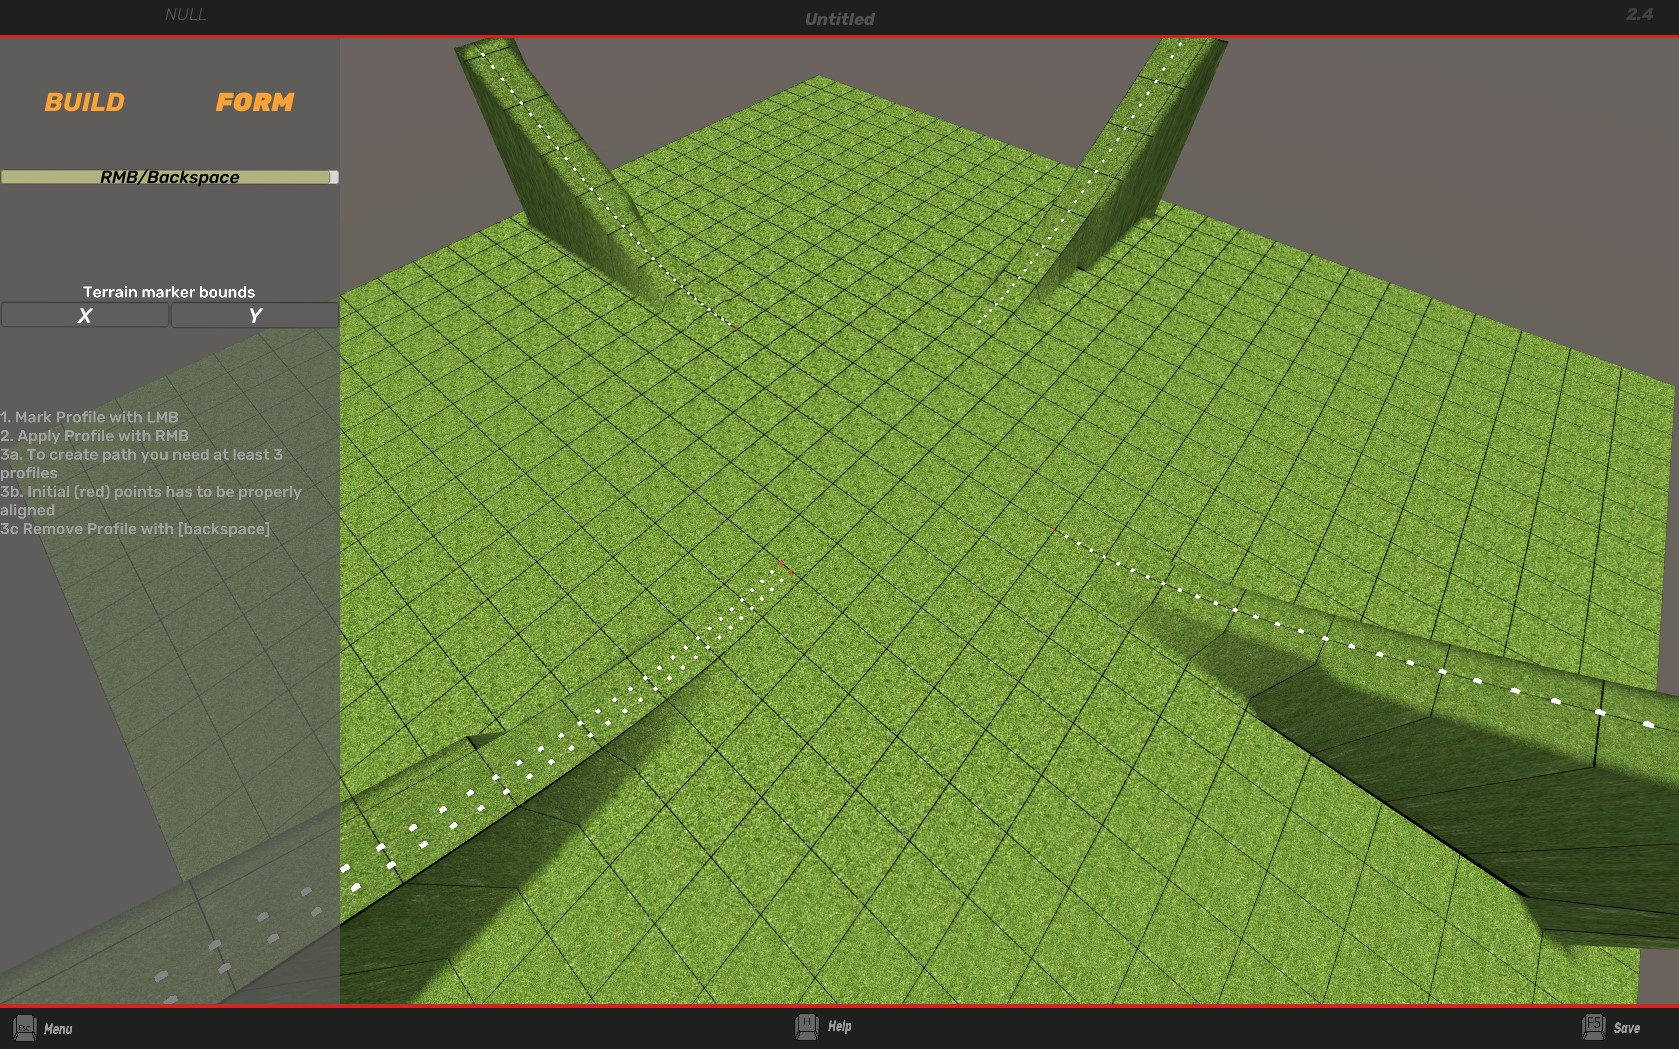 NULL
Untitled
2.4
BUILD
FORM
RMB/Backspace
Terrain marker bounds
X
Y
1. Mark Profile with LMB
2. Apply Profile with RMB
3a. To create path you need at least 3
profiles
3b. Initial (red) points has to be properly
aligned
3c Remove Profile with [backspace]
ESC
Menu
Help
F5
Save